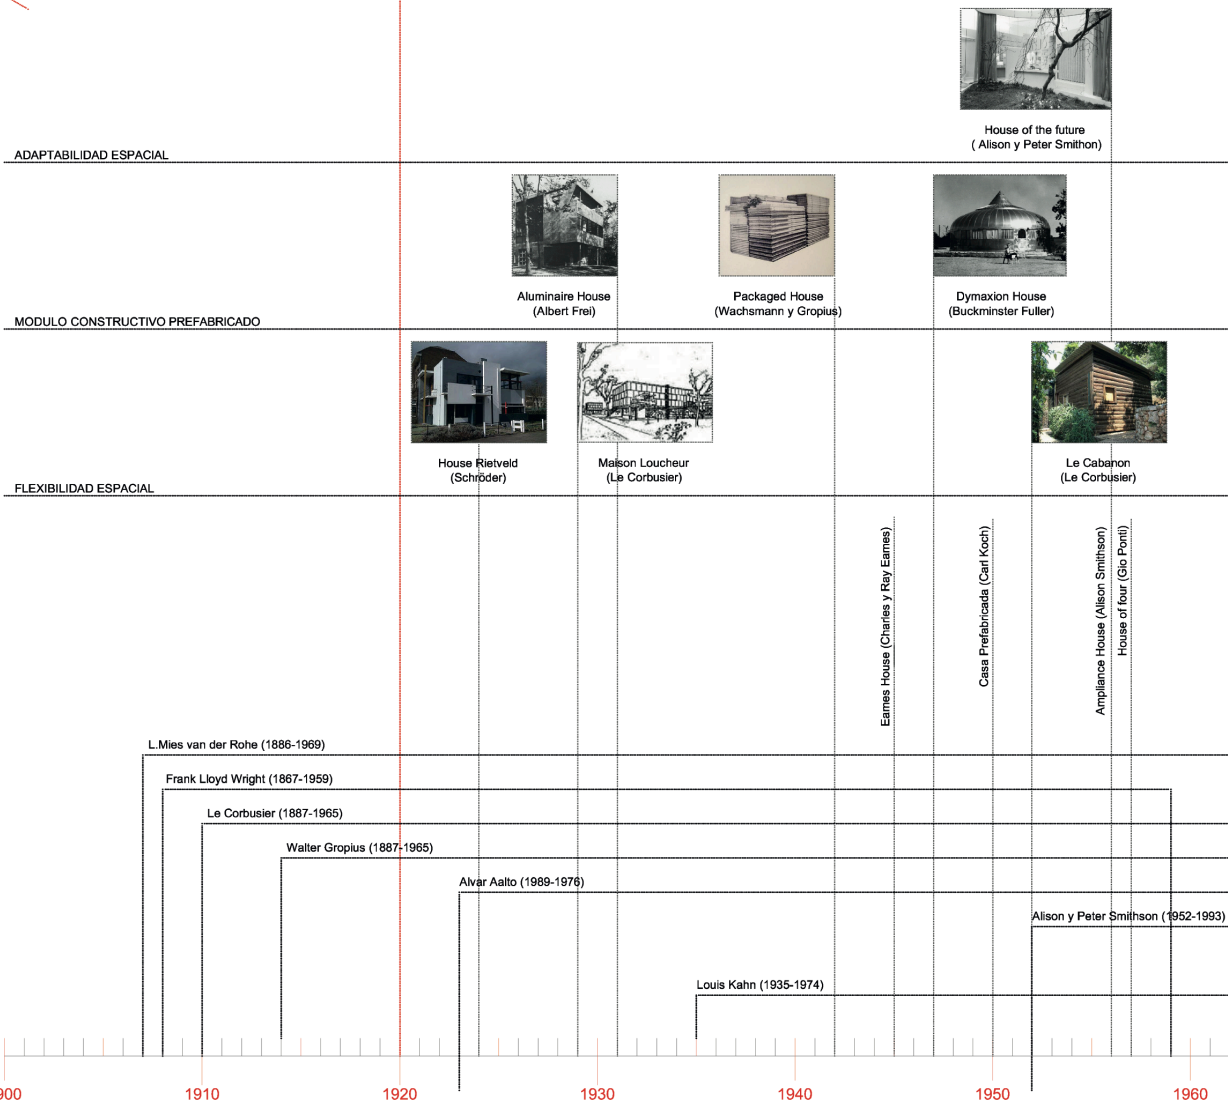 House of the future
( Alison y Peter Smithon)
ADAPTABILIDAD ESPACIAL
Aluminaire House
(Albert Frei)
Packaged House
(Wachsmann y Gropius)
Dymaxion House
(Buckminster Fuller)
MODULO CONSTRUCTIVO PREFABRICADO
House Rietveld
(Schröder)
Maison Loucheur
(Le Corbusier)
Le Cabanon
(Le Corbusier)
FLEXIBILIDAD ESPACIAL
Eames House (Charles y Ray Eames)
Casa Prefabricada (Carl Koch)
Ampliance House (Alison Smithson)
House of four (Gio Ponti)
L.Mies van der Rohe (1886-1969)
Frank Lloyd Wright (1867-1959)
Le Corbusier (1887-1965)
Walter Gropius (1887-1965)
Alvar Aalto (1989-1976)
Alison y Peter Smithson (1952-1993)
Louis Kahn (1935-1974)
00 1910 1920 1930 1940 1950 1960